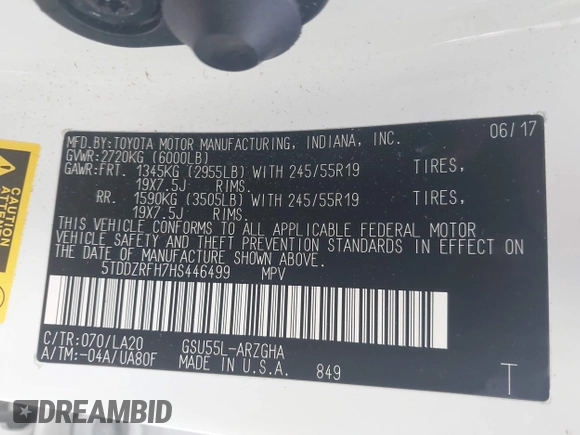 MFD.BY:TOYOTA MOTOR MANUFACTURING, INDIANA, INC. 06/17
GVWR:2720KG (6000LB)
GAWR:FRT. 1345KG (2955LB) WITH 245/55R19 TIRES,
19X7.5J RIMS.
RR. 1590KG (3505LB) WITH 245/55R19 TIRES,
19X7.5J RIMS.
THIS VEHICLE CONFORMS TO ALL APPLICABLE FEDERAL MOTOR
VEHICLE SAFETY AND THEFT PREVENTION STANDARDS IN EFFECT ON
THE DATE OF MANUFACTURE SHOWN ABOVE.
5TDDZRFH7HS446499 MPV
C/TR:070/LA20 GSU55L-ARZGHA
A/TM:-04A/UA80F MADE IN U.S.A. 849 T
CAUTION
ATTENTION
DREAMBID